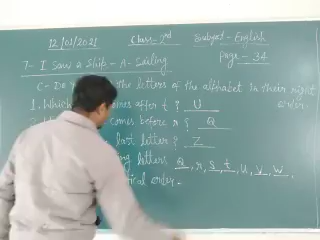 12/01/2021 Class-2nd Subject-English
7- I Saw a Ship-A-Sailing Page-34
C- Do the letters of the alphabet in their right order.
1. Which comes after t? U
comes before r? Q
last letter? Z
letters Q, r, S, t, U, V, W,
order-